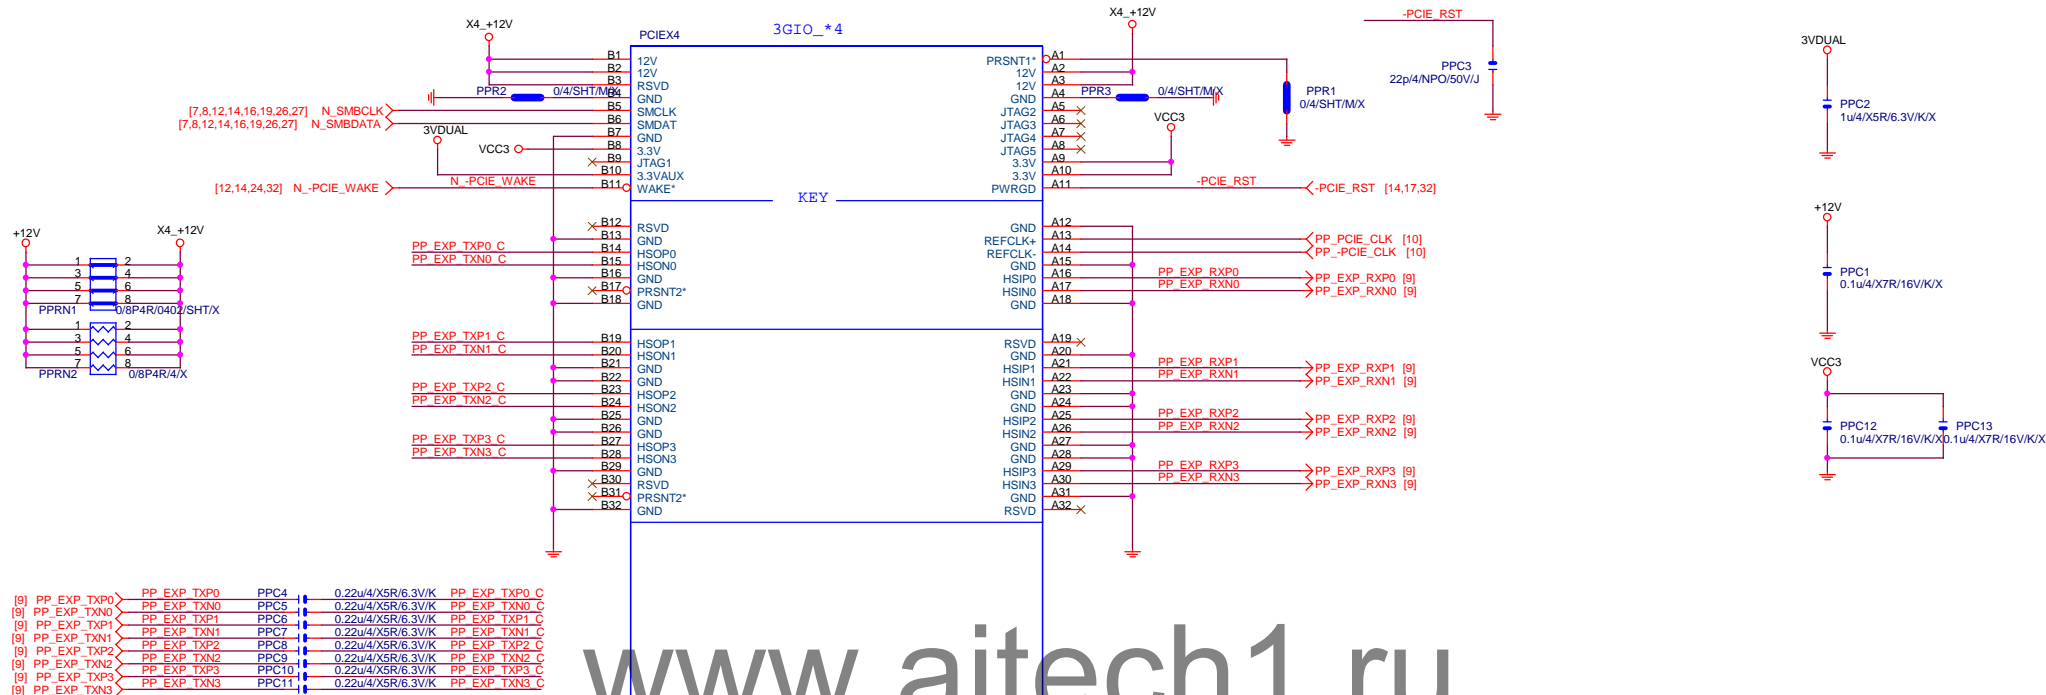 X4_+12V
PCIEX4
3GIO_*4
X4_+12V
-PCIE_RST
PPC3
22p/4/NPO/50V/J
3VDUAL
PPC2
1u/4/X5R/6.3V/K/X
B1 12V
B2 12V
B3 RSVD
B4 GND
B5 SMCLK
B6 SMDAT
B7 GND
B8 3.3V
B9 JTAG1
B10 3.3VAUX
B11 WAKE*
PPR2 0/4/SHT/M/X
[7,8,12,14,16,19,26,27] N_SMBCLK
[7,8,12,14,16,19,26,27] N_SMBDATA
3VDUAL
VCC3
[12,14,24,32] N_-PCIE_WAKE
N_-PCIE_WAKE
PRSNT1* A1
12V A2
12V A3
GND A4
JTAG2 A5
JTAG3 A6
JTAG4 A7
JTAG5 A8
3.3V A9
3.3V A10
PWRGD A11
PPR3 0/4/SHT/M/X
PPR1
0/4/SHT/M/X
VCC3
-PCIE_RST
-PCIE_RST [14,17,32]
KEY
+12V
X4_+12V
1 2
3 4
5 6
7 8
PPRN1 0/8P4R/0402/SHT/X
1 2
3 4
5 6
7 8
PPRN2 0/8P4R/4/X
B12 RSVD
B13 GND
PP_EXP_TXP0_C B14 HSOP0
PP_EXP_TXN0_C B15 HSON0
B16 GND
B17 PRSNT2*
B18 GND
GND A12
REFCLK+ A13 PP_PCIE_CLK [10]
REFCLK- A14 PP_-PCIE_CLK [10]
GND A15
HSIP0 A16 PP_EXP_RXP0 PP_EXP_RXP0 [9]
HSIN0 A17 PP_EXP_RXN0 PP_EXP_RXN0 [9]
GND A18
+12V
PPC1
0.1u/4/X7R/16V/K/X
PP_EXP_TXP1_C B19 HSOP1
PP_EXP_TXN1_C B20 HSON1
B21 GND
B22 GND
PP_EXP_TXP2_C B23 HSOP2
PP_EXP_TXN2_C B24 HSON2
B25 GND
B26 GND
PP_EXP_TXP3_C B27 HSOP3
PP_EXP_TXN3_C B28 HSON3
B29 GND
B30 RSVD
B31 PRSNT2*
B32 GND
RSVD A19
GND A20
HSIP1 A21 PP_EXP_RXP1 PP_EXP_RXP1 [9]
HSIN1 A22 PP_EXP_RXN1 PP_EXP_RXN1 [9]
GND A23
GND A24
HSIP2 A25 PP_EXP_RXP2 PP_EXP_RXP2 [9]
HSIN2 A26 PP_EXP_RXN2 PP_EXP_RXN2 [9]
GND A27
GND A28
HSIP3 A29 PP_EXP_RXP3 PP_EXP_RXP3 [9]
HSIN3 A30 PP_EXP_RXN3 PP_EXP_RXN3 [9]
GND A31
RSVD A32
VCC3
PPC12
0.1u/4/X7R/16V/K/X
PPC13
0.1u/4/X7R/16V/K/X
[9] PP_EXP_TXP0 PP_EXP_TXP0 PPC4 0.22u/4/X5R/6.3V/K PP_EXP_TXP0_C
[9] PP_EXP_TXN0 PP_EXP_TXN0 PPC5 0.22u/4/X5R/6.3V/K PP_EXP_TXN0_C
[9] PP_EXP_TXP1 PP_EXP_TXP1 PPC6 0.22u/4/X5R/6.3V/K PP_EXP_TXP1_C
[9] PP_EXP_TXN1 PP_EXP_TXN1 PPC7 0.22u/4/X5R/6.3V/K PP_EXP_TXN1_C
[9] PP_EXP_TXP2 PP_EXP_TXP2 PPC8 0.22u/4/X5R/6.3V/K PP_EXP_TXP2_C
[9] PP_EXP_TXN2 PP_EXP_TXN2 PPC9 0.22u/4/X5R/6.3V/K PP_EXP_TXN2_C
[9] PP_EXP_TXP3 PP_EXP_TXP3 PPC10 0.22u/4/X5R/6.3V/K PP_EXP_TXP3_C
[9] PP_EXP_TXN3 PP_EXP_TXN3 PPC11 0.22u/4/X5R/6.3V/K PP_EXP_TXN3_C
www.aitech1.ru